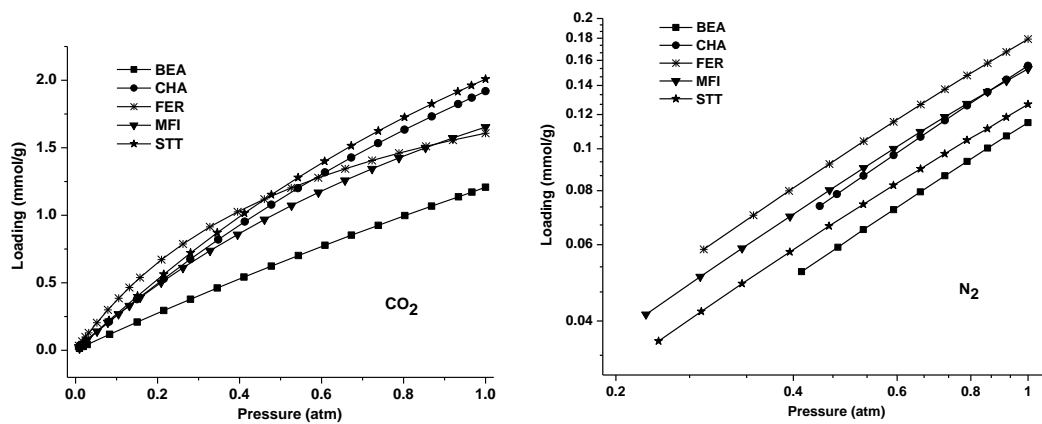 BEA
CHA
FER
MFI
STT
2.0
1.5
1.0
0.5
0.0
Loading (mmol/g)
CO2
0.0 0.2 0.4 0.6 0.8 1.0
Pressure (atm)
BEA
CHA
FER
MFI
STT
0.2
0.18
0.16
0.14
0.12
0.1
0.08
0.06
0.04
Loading (mmol/g)
N2
0.2 0.4 0.6 0.8 1
Pressure (atm)